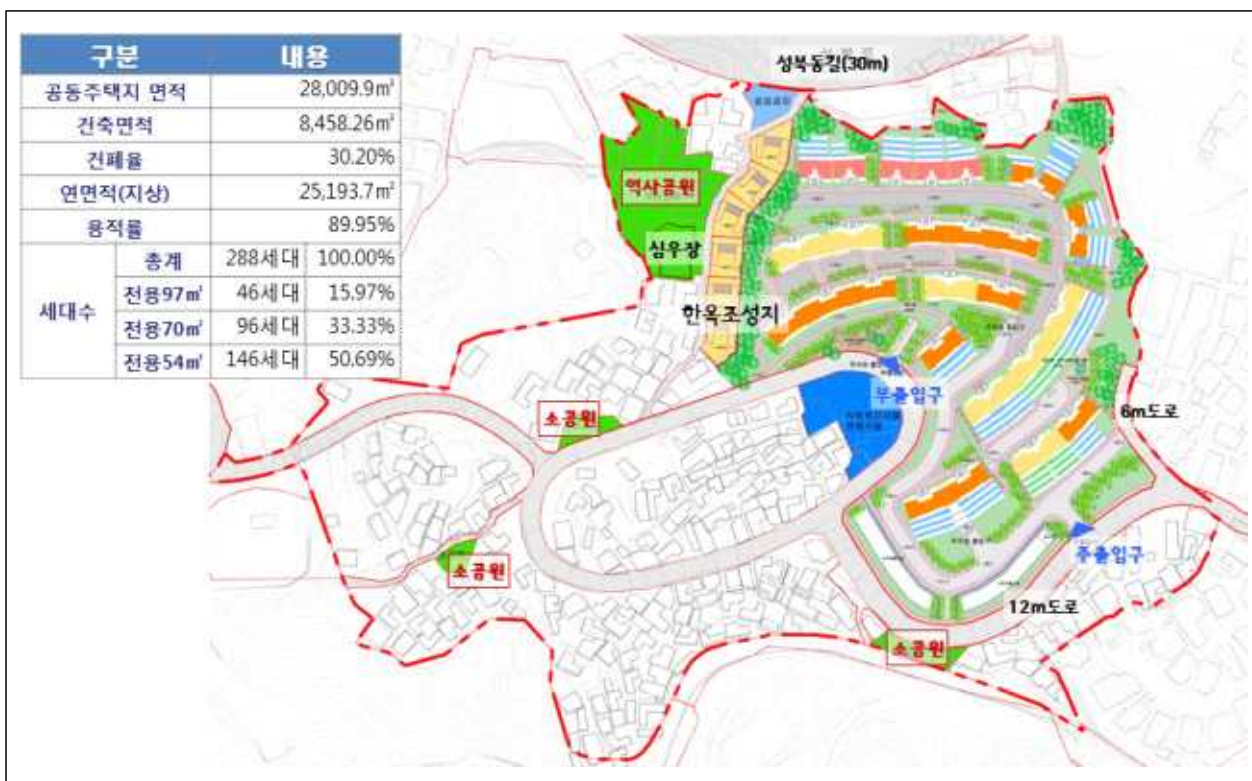 구분 내용
공동주택지 면적 28,009.9㎡
건축면적 8,458.26㎡
건폐율 30.20%
연면적(지상) 25,193.7㎡
용적률 89.95%
세대수 총계 288세대 100.00%
전용97㎡ 46세대 15.97%
전용70㎡ 96세대 33.33%
전용54㎡ 146세대 50.69%
성북동길(30m)
역사공원
심우장
한옥조성지
부출입구
소공원
6m도로
소공원
주출입구
12m도로
소공원